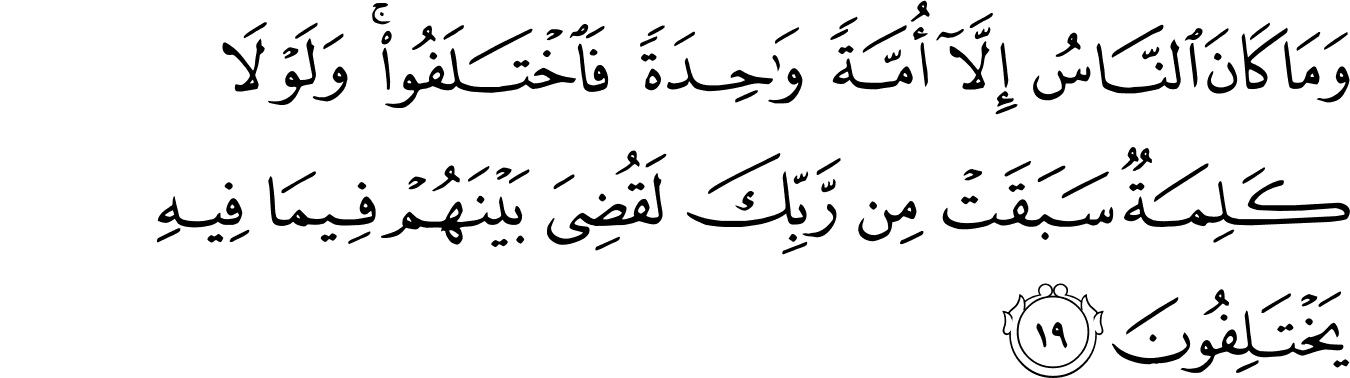 وَمَا كَانَ ٱلنَّاسُ إِلَّآ أُمَّةً وَٰحِدَةً فَٱخْتَلَفُوا۟ ۚ وَلَوْلَا
كَلِمَةٌ سَبَقَتْ مِن رَّبِّكَ لَقُضِىَ بَيْنَهُمْ فِيمَا فِيهِ
يَخْتَلِفُونَ ١٩